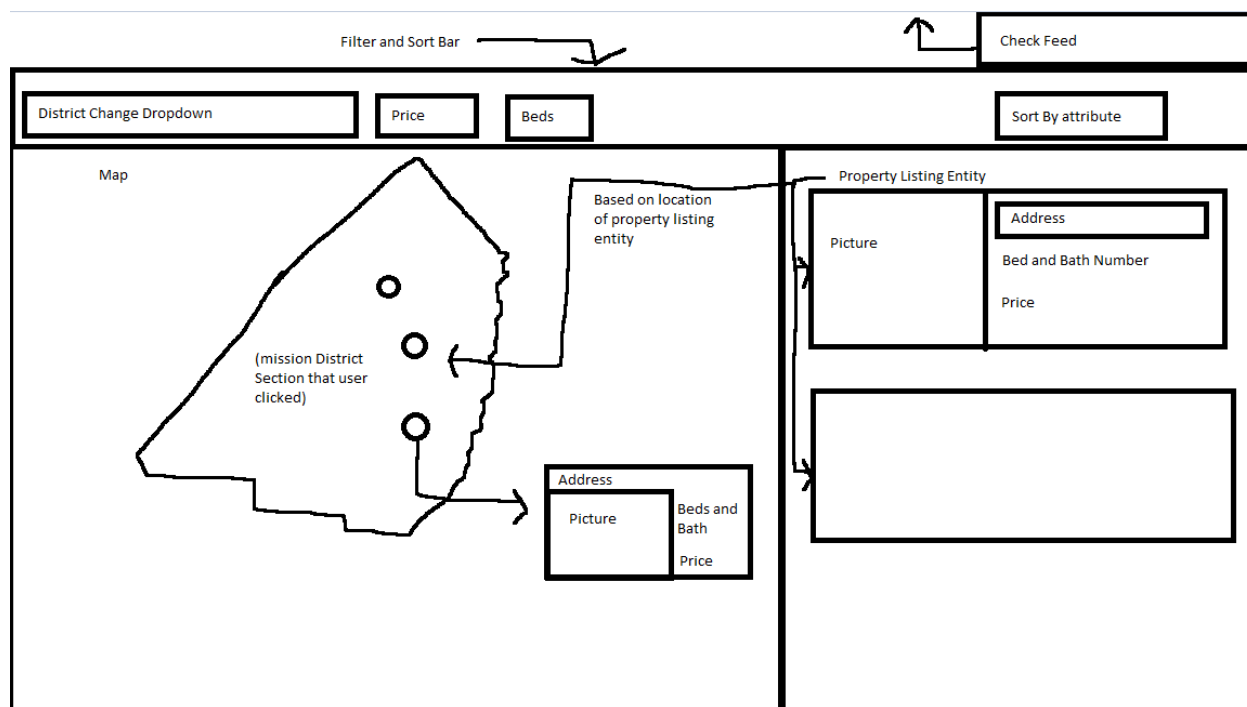 Filter and Sort Bar
Check Feed
District Change Dropdown
Price
Beds
Sort By attribute
Map
Based on location
of property listing
entity
Property Listing Entity
Picture
Address
Bed and Bath Number
Price
(mission District
Section that user
clicked)
Address
Picture
Beds and
Bath
Price